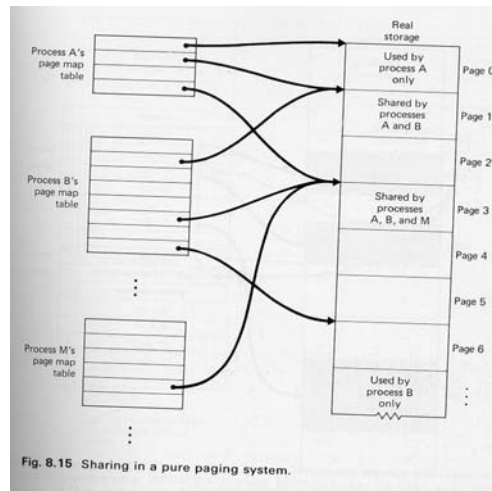 Real
storage
Process A's
page map
table
Used by
process A
only
Page 0
Shared by
processes
A and B
Page 1
Page 2
Process B's
page map
table
Shared by
processes
A, B, and M
Page 3
Page 4
Page 5
Process M's
page map
table
Page 6
Used by
process B
only
Fig. 8.15 Sharing in a pure paging system.